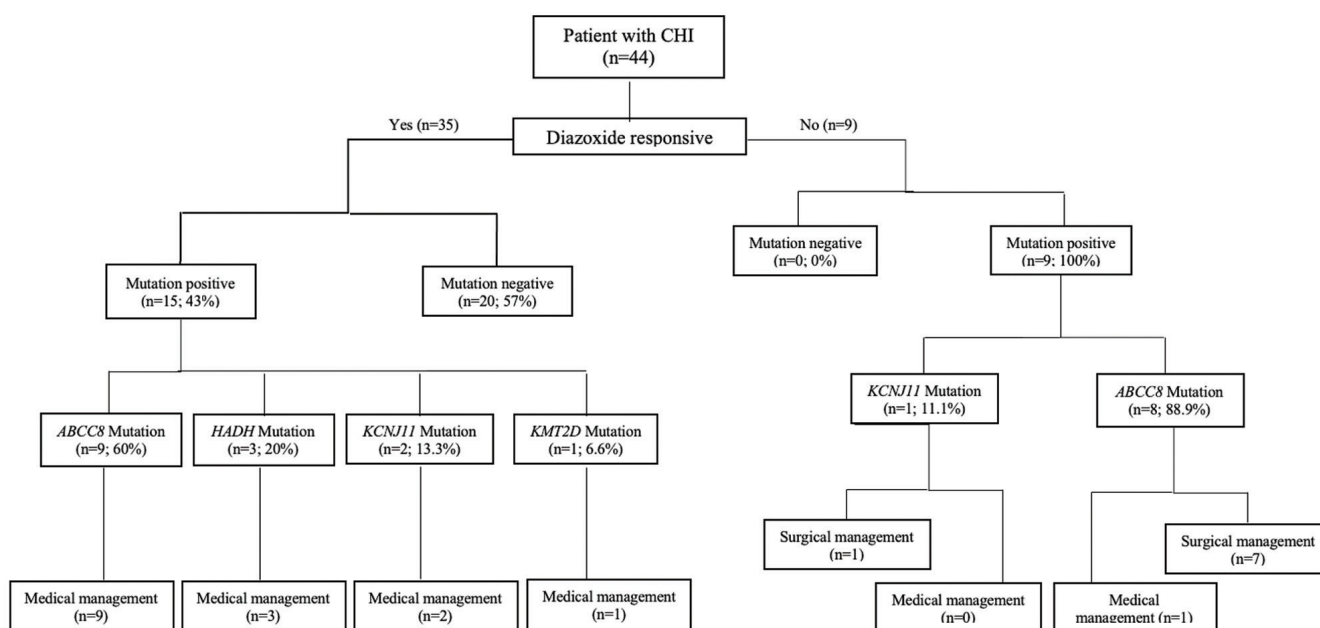 Patient with CHI
(n=44)
Yes (n=35)
Diazoxide responsive
No (n=9)
Mutation negative
(n=0; 0%)
Mutation positive
(n=9; 100%)
Mutation positive
(n=15; 43%)
Mutation negative
(n=20; 57%)
KCNJ11 Mutation
(n=1; 11.1%)
ABCC8 Mutation
(n=8; 88.9%)
ABCC8 Mutation
(n=9; 60%)
HADH Mutation
(n=3; 20%)
KCNJ11 Mutation
(n=2; 13.3%)
KMT2D Mutation
(n=1; 6.6%)
Surgical management
(n=1)
Surgical management
(n=7)
Medical management
(n=9)
Medical management
(n=3)
Medical management
(n=2)
Medical management
(n=1)
Medical management
(n=0)
Medical
management (n=1)